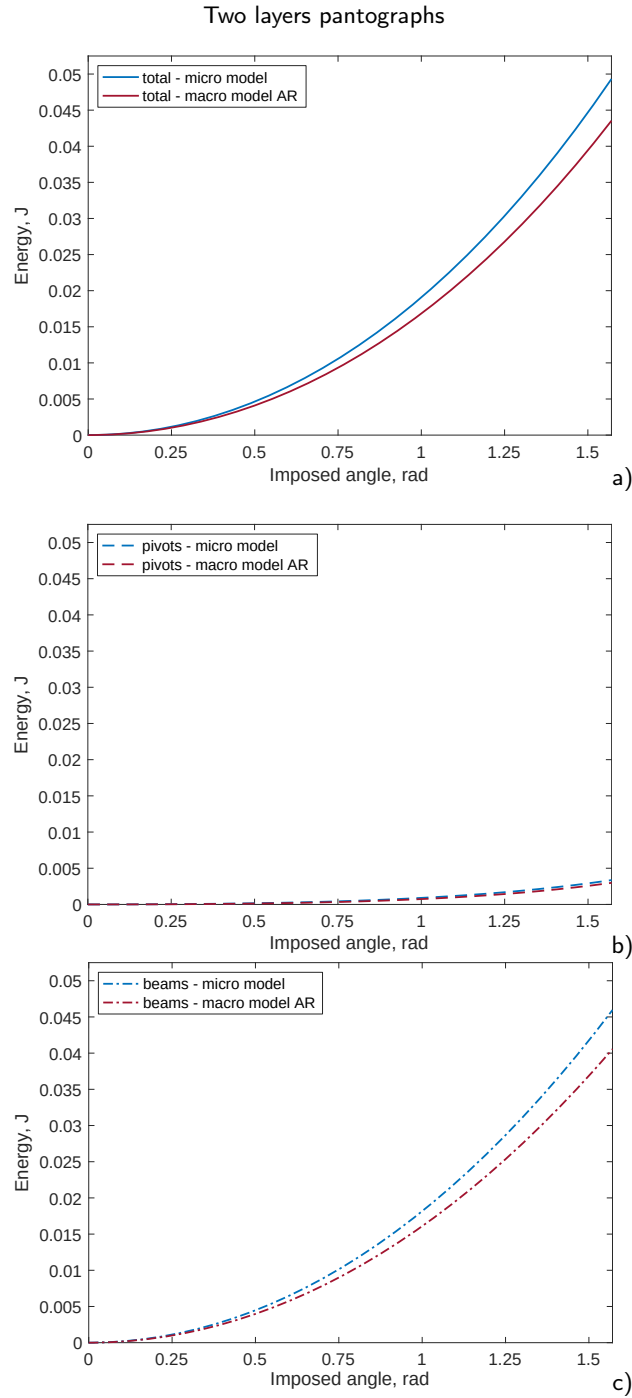 Two layers pantographs
total - micro model
total - macro model AR
0.05
0.045
0.04
0.035
0.03
0.025
0.02
0.015
0.01
0.005
0
Energy, J
0 0.25 0.5 0.75 1 1.25 1.5
Imposed angle, rad
a)
pivots - micro model
pivots - macro model AR
0.05
0.045
0.04
0.035
0.03
0.025
0.02
0.015
0.01
0.005
0
Energy, J
0 0.25 0.5 0.75 1 1.25 1.5
Imposed angle, rad
b)
beams - micro model
beams - macro model AR
0.05
0.045
0.04
0.035
0.03
0.025
0.02
0.015
0.01
0.005
0
Energy, J
0 0.25 0.5 0.75 1 1.25 1.5
Imposed angle, rad
c)